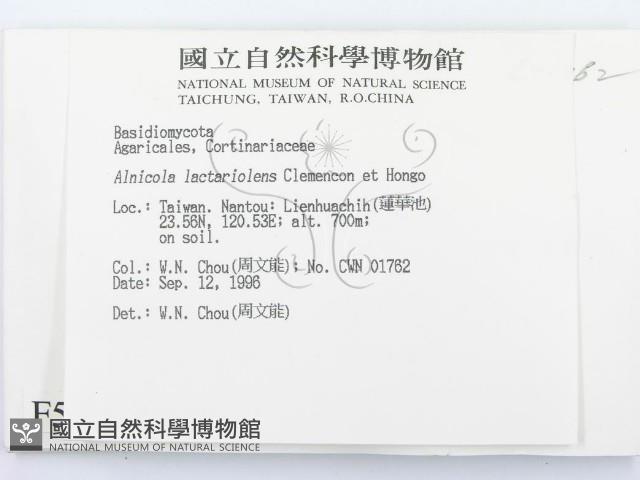 國立自然科學博物館
NATIONAL MUSEUM OF NATURAL SCIENCE
TAICHUNG, TAIWAN, R.O.CHINA
Basidiomycota
Agaricales, Cortinariaceae
Alnicola lactariolens Clemencon et Hongo
Loc.: Taiwan. Nantou: Lienhuachih(蓮華池)
23.56N, 120.53E; alt. 700m;
on soil.
Col.: W.N. Chou(周文能); No. CWN 01762
Date: Sep. 12, 1996
Det.: W.N. Chou(周文能)
國立自然科學博物館
NATIONAL MUSEUM OF NATURAL SCIENCE